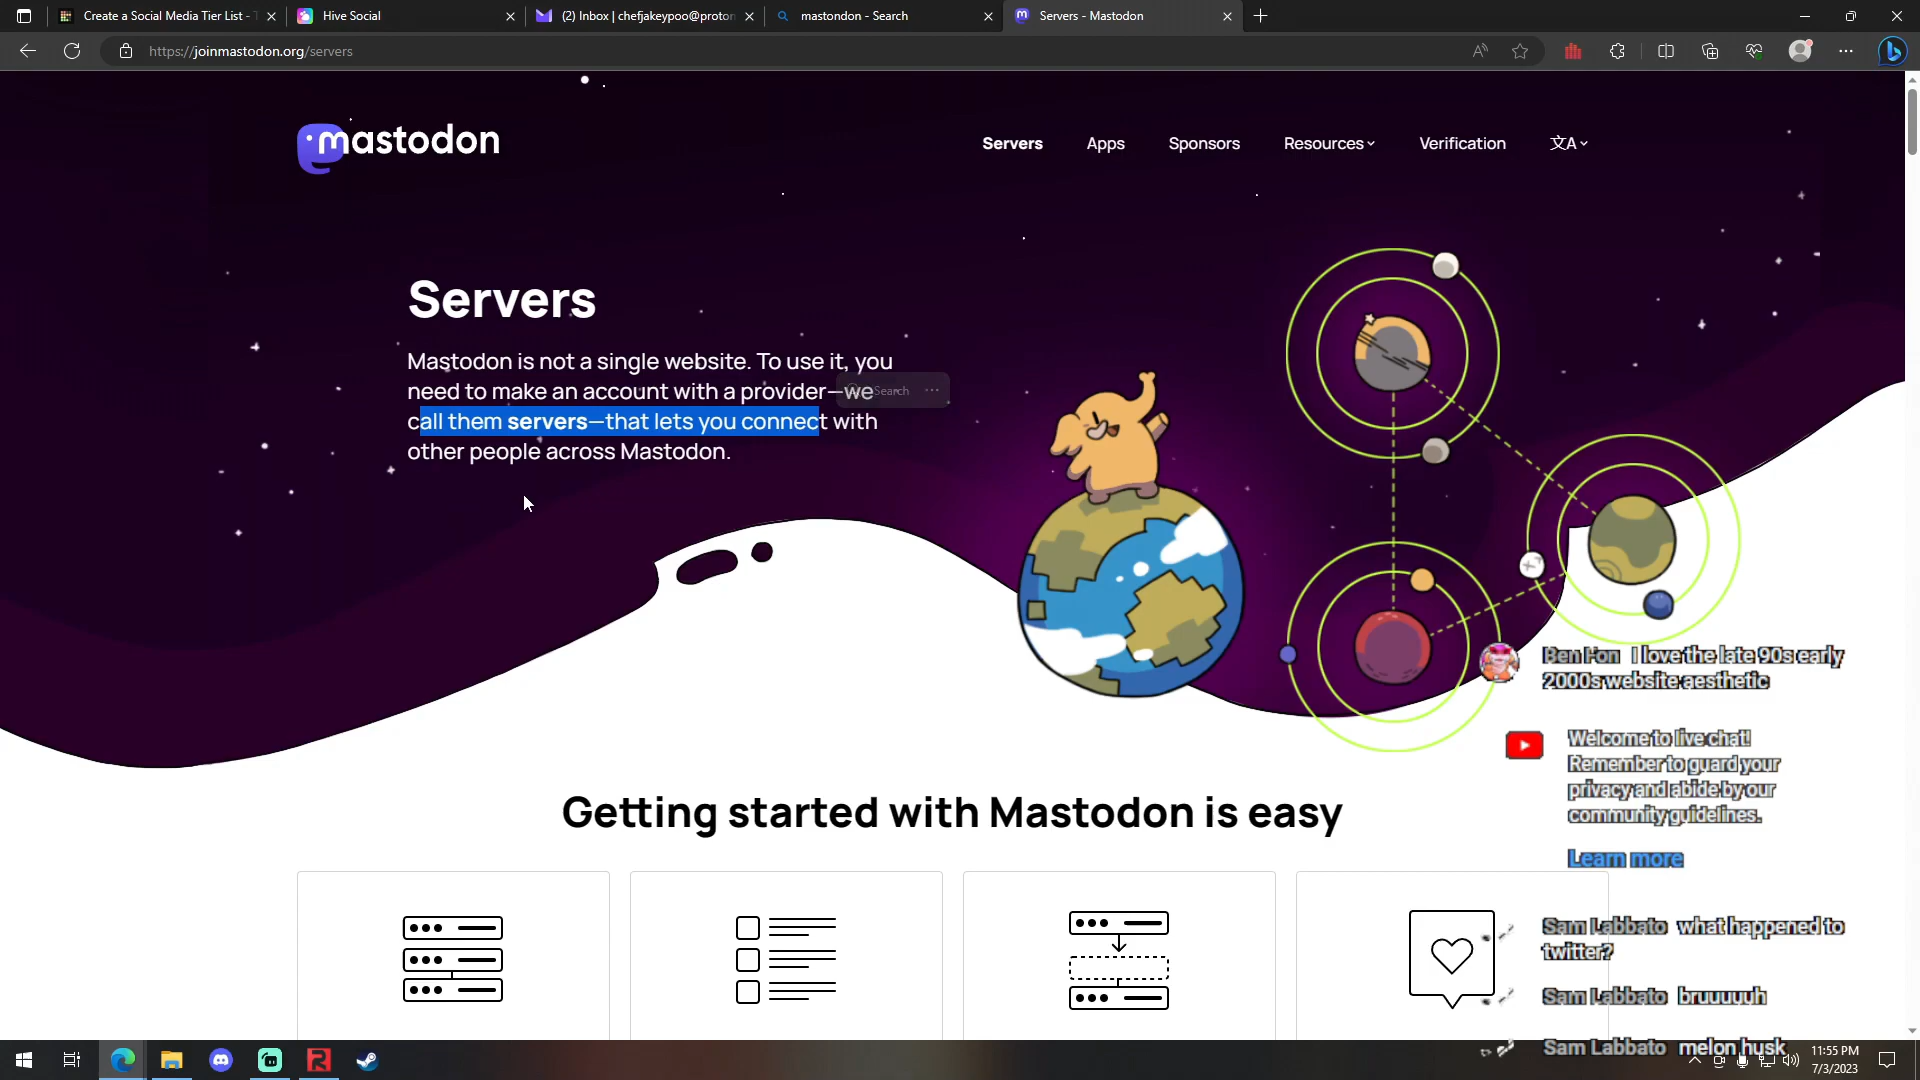 Create a Social Media Tier List - T
Hive Social
(2) Inbox | chefjakeypoo@proton
mastondon - Search
Servers - Mastodon
https://joinmastodon.org/servers
mastodon
Servers
Apps
Sponsors
Resources
Verification
文A
Servers
Mastodon is not a single website. To use it, you
need to make an account with a provider—we
call them servers—that lets you connect with
other people across Mastodon.
Search
Ben Fon I love the late 90s early
2000s website aesthetic
Welcome to live chat!
Remember to guard your
privacy and abide by our
community guidelines.
Learn more
Getting started with Mastodon is easy
Sam Labbato what happened to
twitter?
Sam Labbato bruuuuuh
Sam Labbato melon husk
11:55 PM
7/3/2023